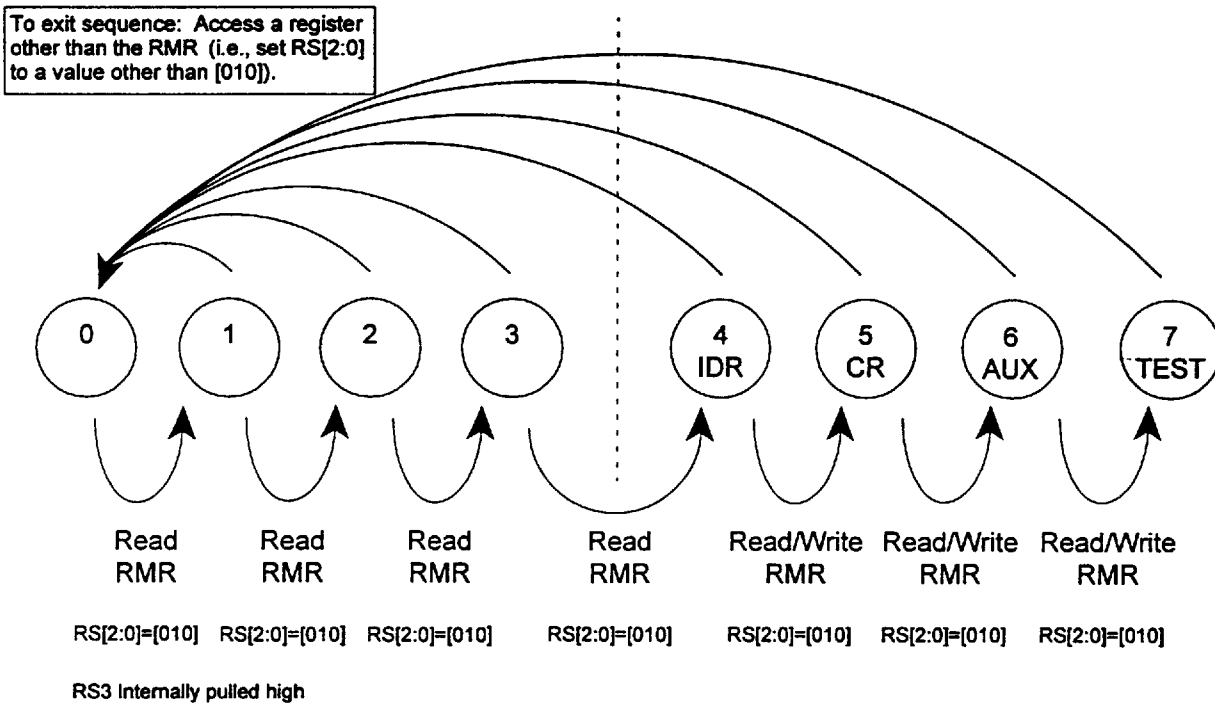 To exit sequence: Access a register
other than the RMR (i.e., set RS[2:0]
to a value other than [010]).
0
1
2
3
4
IDR
5
CR
6
AUX
7
TEST
Read
RMR
Read
RMR
Read
RMR
Read
RMR
Read/Write
RMR
Read/Write
RMR
Read/Write
RMR
RS[2:0]=[010] RS[2:0]=[010] RS[2:0]=[010] RS[2:0]=[010] RS[2:0]=[010] RS[2:0]=[010] RS[2:0]=[010]
RS3 Internally pulled high